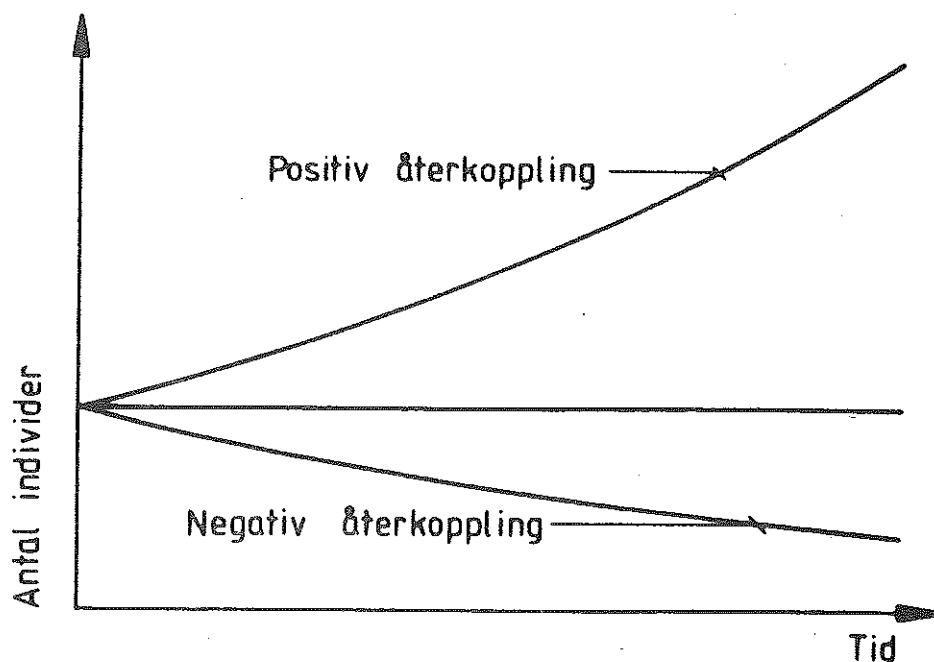 Positiv återkoppling
Antal individer
Negativ återkoppling
Tid